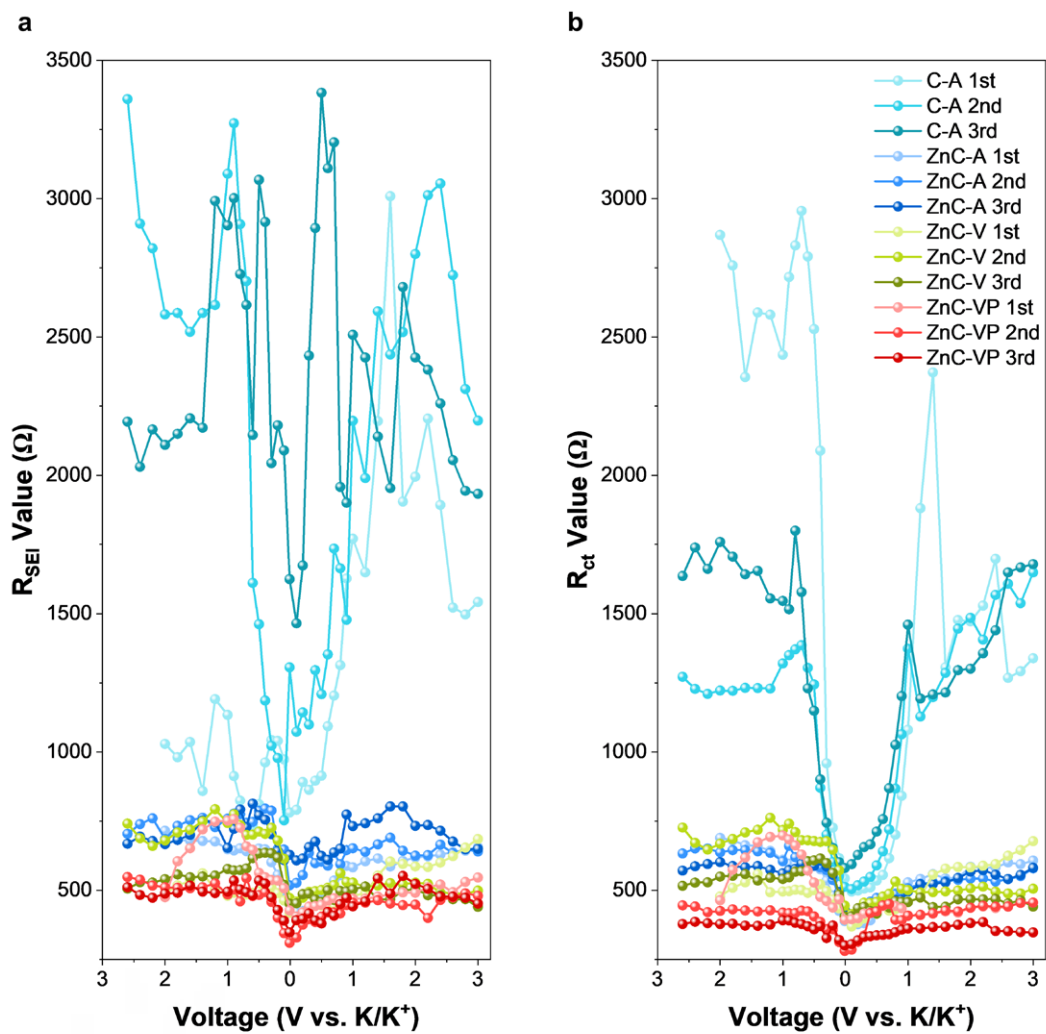 a
b
3500
3000
2500
2000
1500
1000
500
R_SEI Value (Ω)
3 2 1 0 1 2 3
Voltage (V vs. K/K⁺)
3500
3000
2500
2000
1500
1000
500
R_ct Value (Ω)
C-A 1st
C-A 2nd
C-A 3rd
ZnC-A 1st
ZnC-A 2nd
ZnC-A 3rd
ZnC-V 1st
ZnC-V 2nd
ZnC-V 3rd
ZnC-VP 1st
ZnC-VP 2nd
ZnC-VP 3rd
3 2 1 0 1 2 3
Voltage (V vs. K/K⁺)